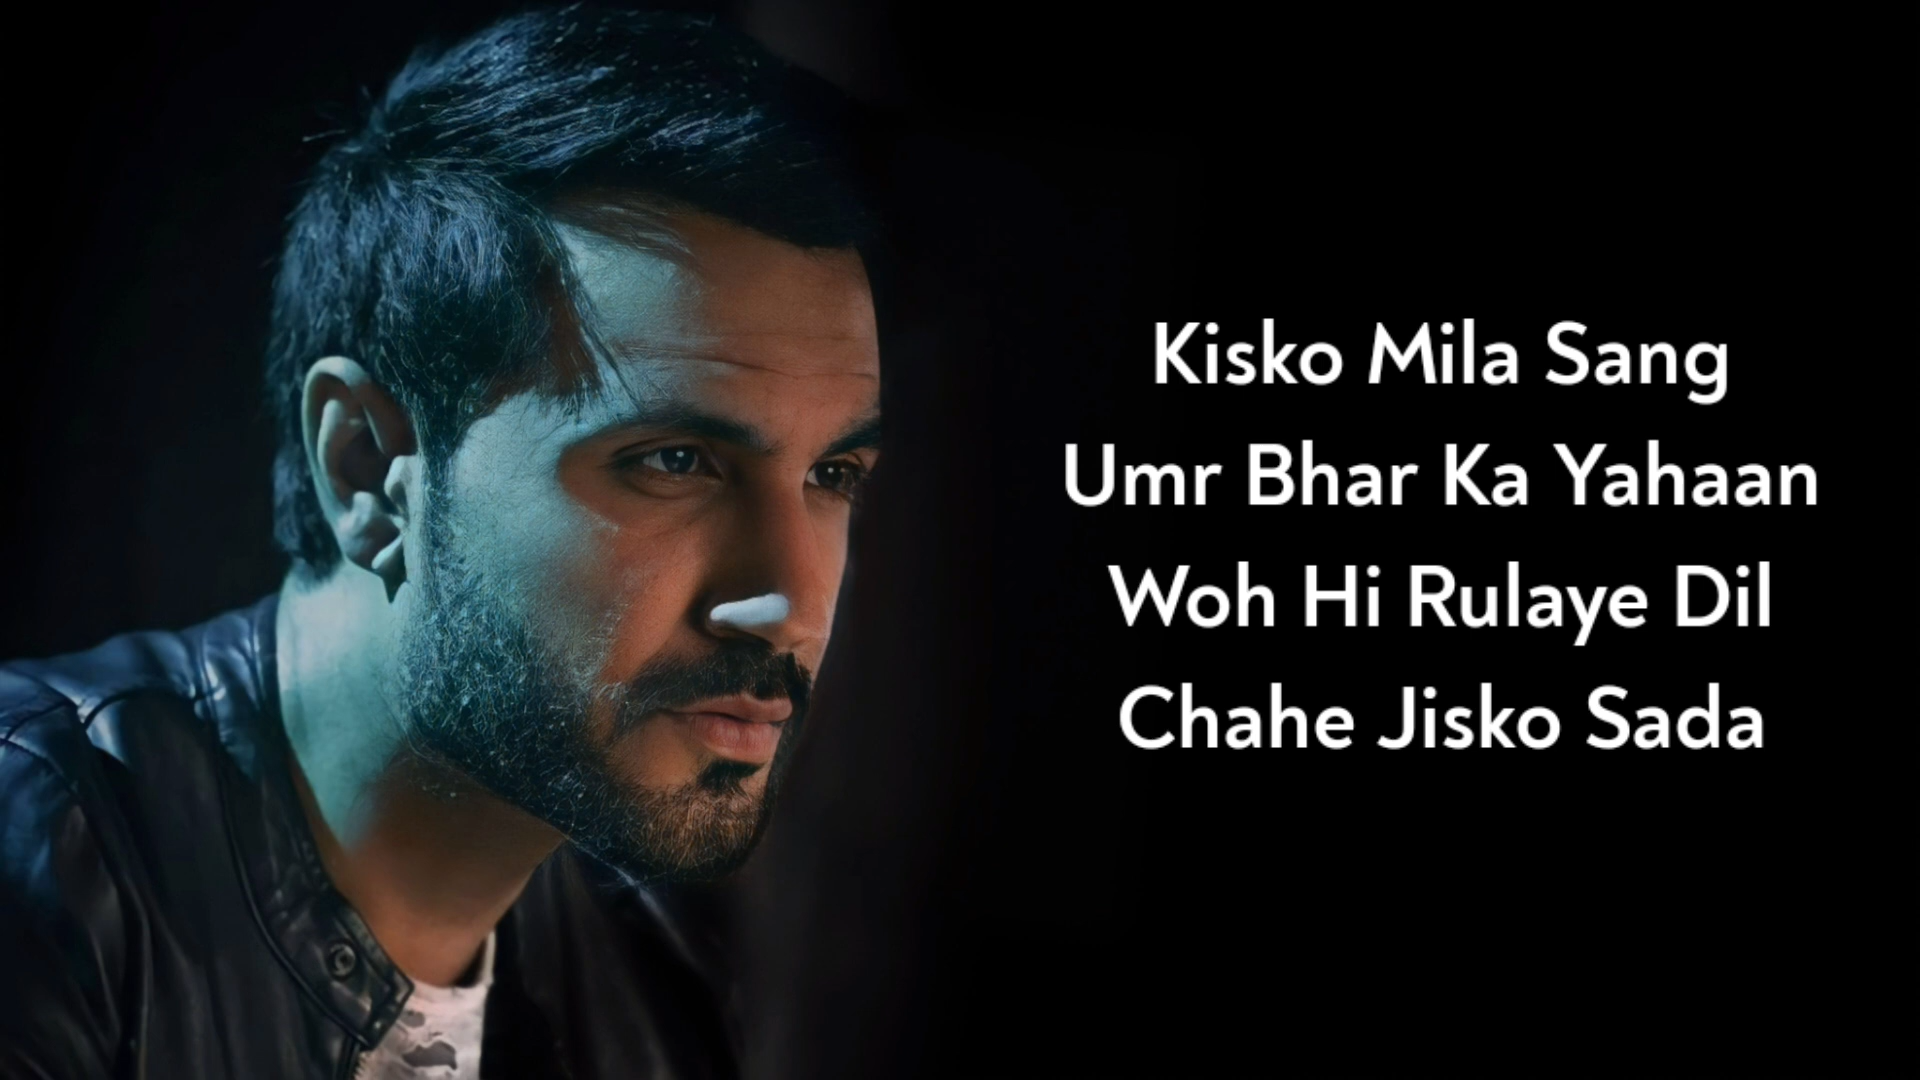 Kisko Mila Sang
Umr Bhar Ka Yahaan
Woh Hi Rulaye Dil
Chahe Jisko Sada